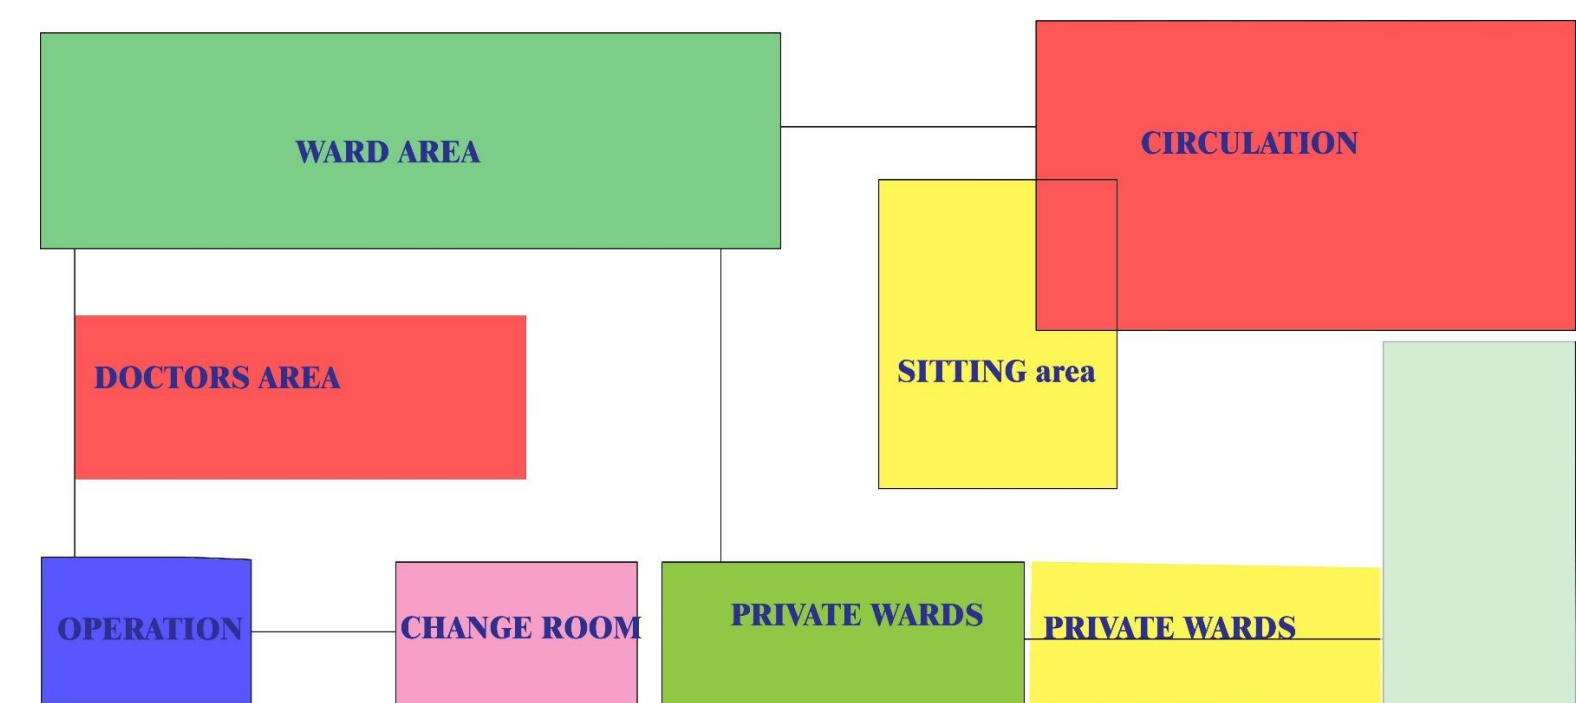 WARD AREA
CIRCULATION
DOCTORS AREA
SITTING area
OPERATION
CHANGE ROOM
PRIVATE WARDS
PRIVATE WARDS